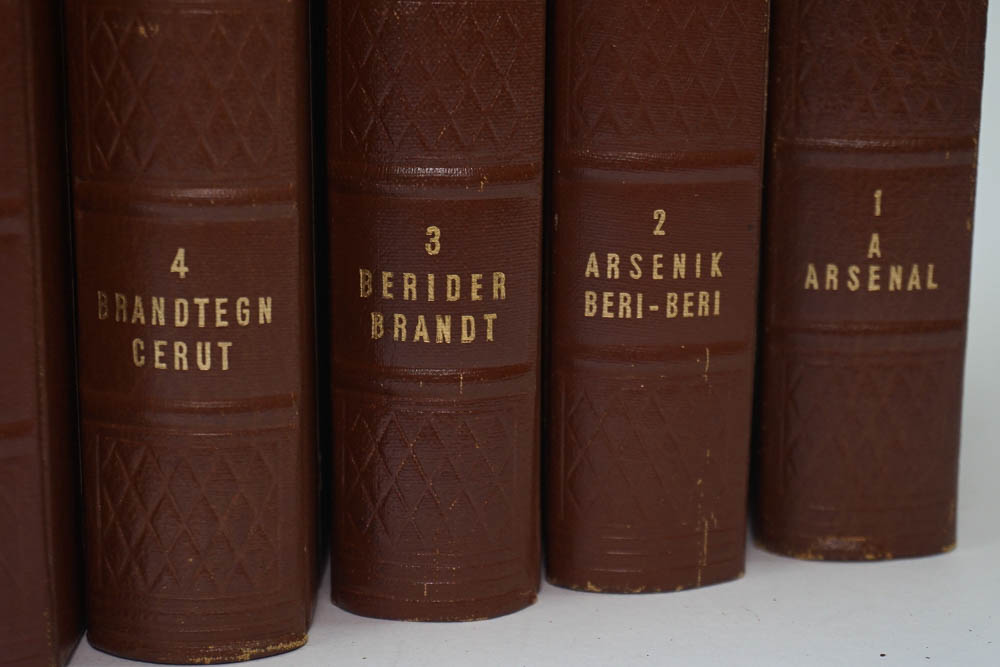 4
BRANDTEGN
CERUT
3
BERIDER
BRANDT
2
ARSENIK
BERI-BERI
1
A
ARSENAL